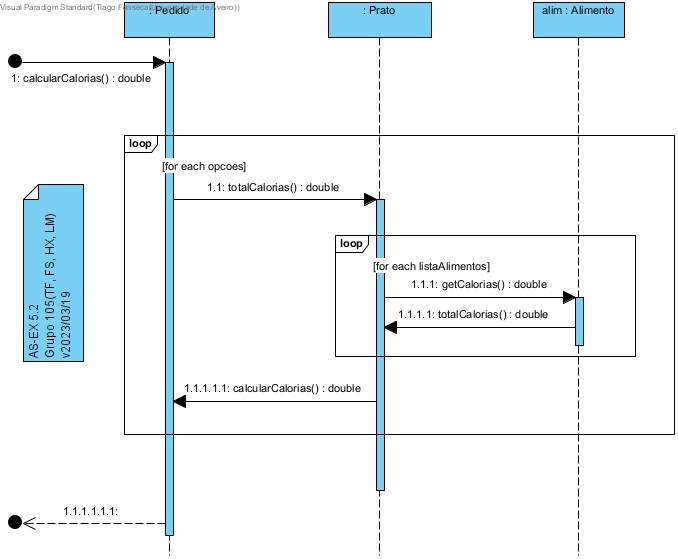 Visual Paradigm Standard(Tiago Fonseca(Universidade de Aveiro))
: Pedido
: Prato
alim : Alimento
1: calcularCalorias() : double
loop
[for each opcoes]
1.1: totalCalorias() : double
loop
[for each listaAlimentos]
1.1.1: getCalorias() : double
1.1.1.1: totalCalorias() : double
1.1.1.1.1: calcularCalorias() : double
1.1.1.1.1.1:
AS-EX 5.2
Grupo 105(TF, FS, HX, LM)
v2023/03/19